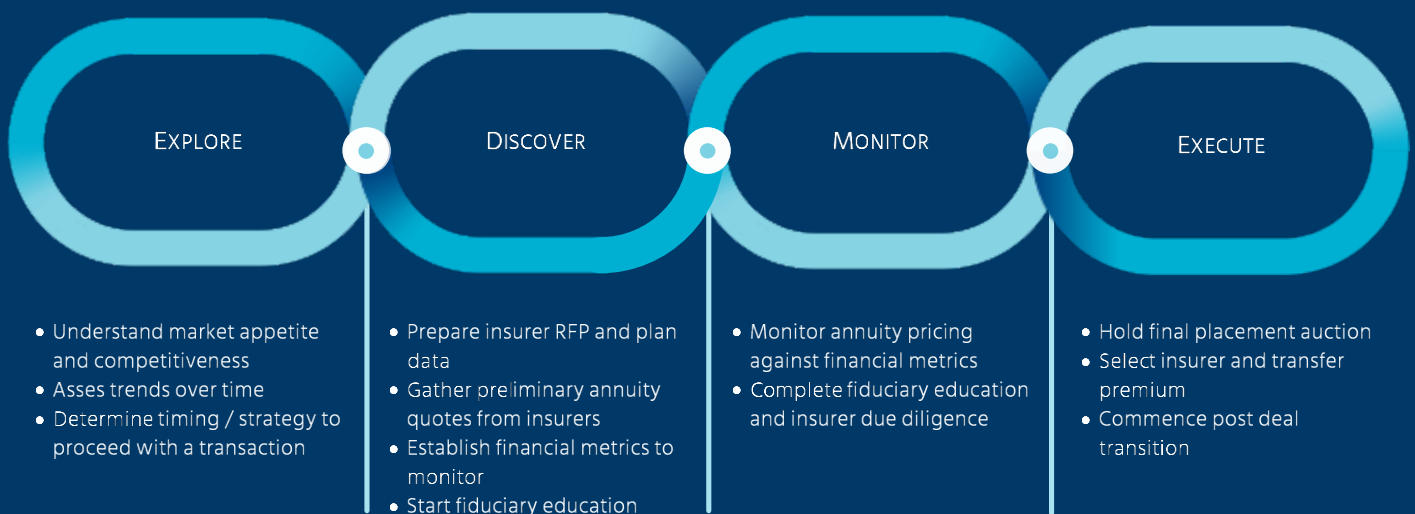 EXPLORE
DISCOVER
MONITOR
EXECUTE
• Understand market appetite
and competitiveness
• Asses trends over time
• Determine timing / strategy to
proceed with a transaction
• Prepare insurer RFP and plan
data
• Gather preliminary annuity
quotes from insurers
• Establish financial metrics to
monitor
• Start fiduciary education
• Monitor annuity pricing
against financial metrics
• Complete fiduciary education
and insurer due diligence
• Hold final placement auction
• Select insurer and transfer
premium
• Commence post deal
transition